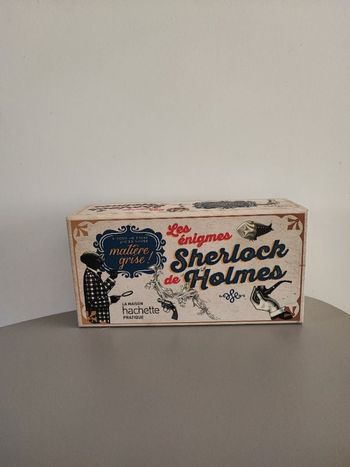 matière
grise !
Les
énigmes
Sherlock
de Holmes
LA MAISON
hachette
PRATIQUE